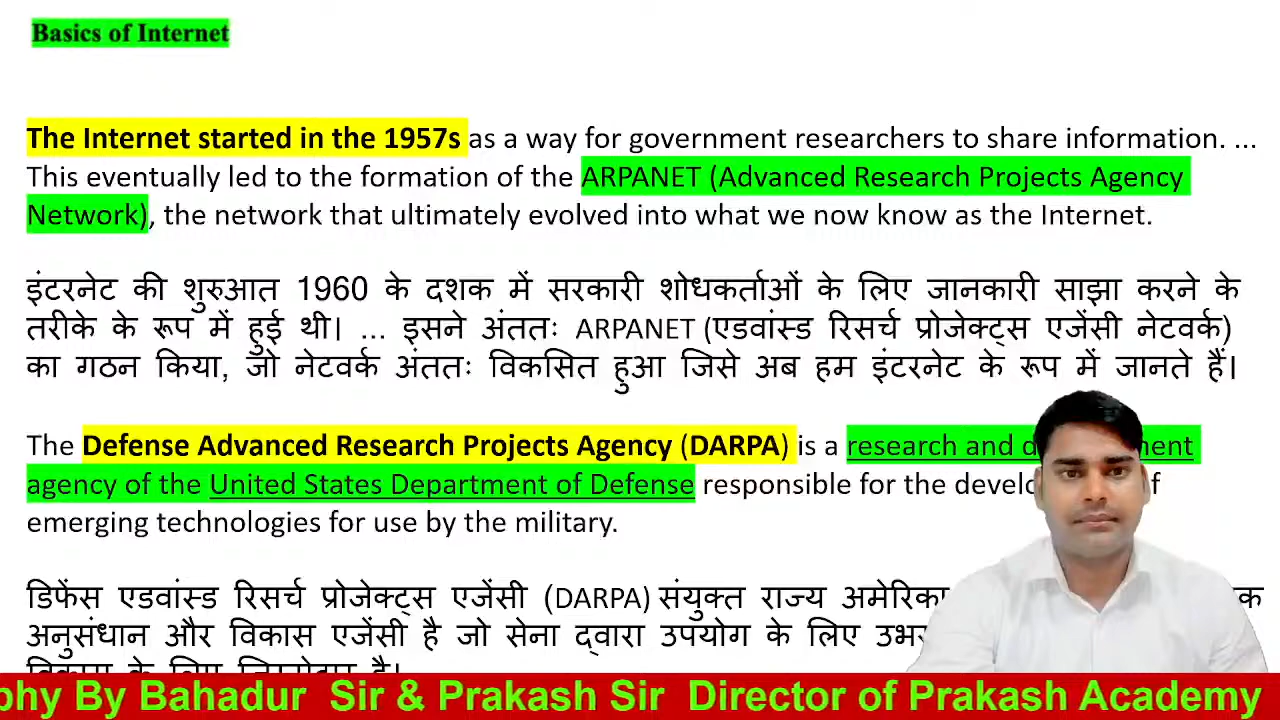 Basics of Internet
The Internet started in the 1957s as a way for government researchers to share information. ...
This eventually led to the formation of the ARPANET (Advanced Research Projects Agency
Network), the network that ultimately evolved into what we now know as the Internet.
इंटरनेट की शुरुआत 1960 के दशक में सरकारी शोधकर्ताओं के लिए जानकारी साझा करने के
तरीके के रूप में हुई थी। ... इसने अंततः ARPANET (एडवांस्ड रिसर्च प्रोजेक्ट्स एजेंसी नेटवर्क)
का गठन किया, जो नेटवर्क अंततः विकसित हुआ जिसे अब हम इंटरनेट के रूप में जानते हैं।
The Defense Advanced Research Projects Agency (DARPA) is a research and
agency of the United States Department of Defense responsible for the
emerging technologies for use by the military.
डिफेंस एडवांस्ड रिसर्च प्रोजेक्ट्स एजेंसी (DARPA) संयुक्त राज्य
अनुसंधान और विकास एजेंसी है जो सेना द्वारा उपयोग के लिए
By Bahadur Sir & Prakash Sir Director of Prakash Academy